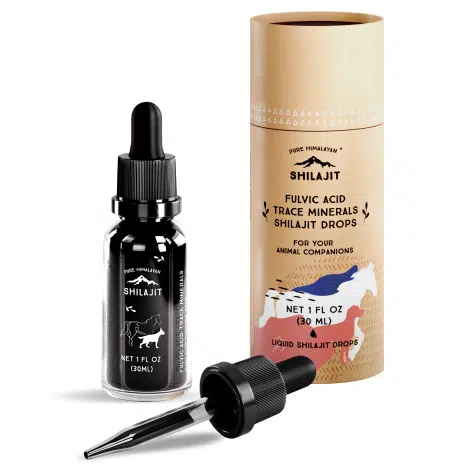 PURE HIMALAYAN®
SHILAJIT
FULVIC ACID
TRACE MINERALS
SHILAJIT DROPS
FOR YOUR
ANIMAL COMPANIONS
NET 1 FL OZ
(30 ML)
LIQUID SHILAJIT DROPS
PURE HIMALAYAN
SHILAJIT
NET 1 FL OZ
(30ML)
FULVIC ACID TRACE MINERALS